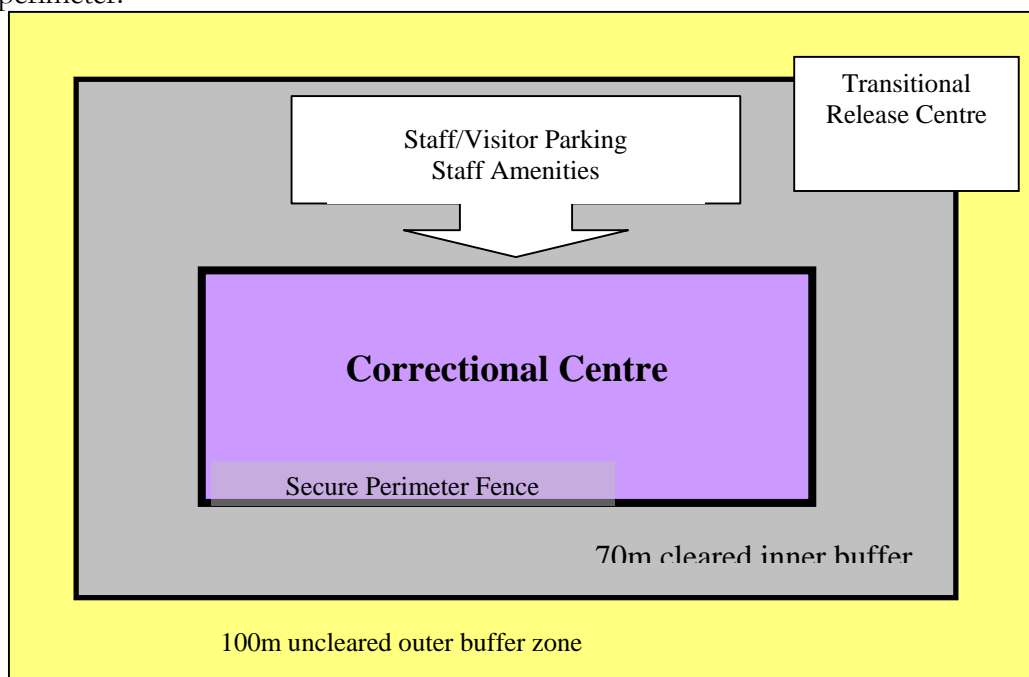 perimeter.
Transitional
Release Centre
Staff/Visitor Parking
Staff Amenities
Correctional Centre
Secure Perimeter Fence
70m cleared inner buffer
100m uncleared outer buffer zone